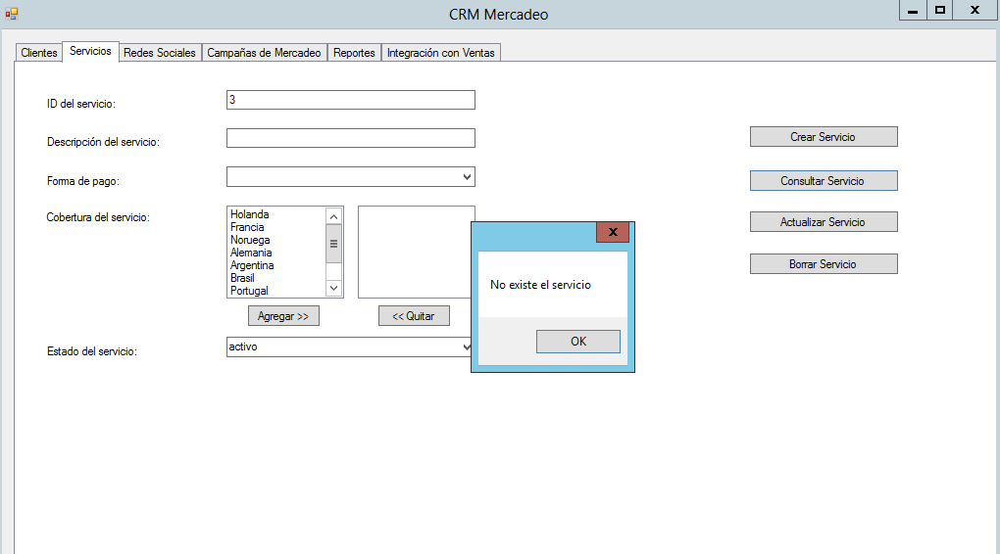 CRM Mercadeo
Clientes Servicios Redes Sociales Campañas de Mercadeo Reportes Integración con Ventas
ID del servicio: 3
Descripción del servicio:
Crear Servicio
Forma de pago:
Consultar Servicio
Cobertura del servicio:
Holanda
Francia
Noruega
Alemania
Argentina
Brasil
Portugal
Actualizar Servicio
Borrar Servicio
Agregar >> << Quitar
Estado del servicio: activo
No existe el servicio
OK